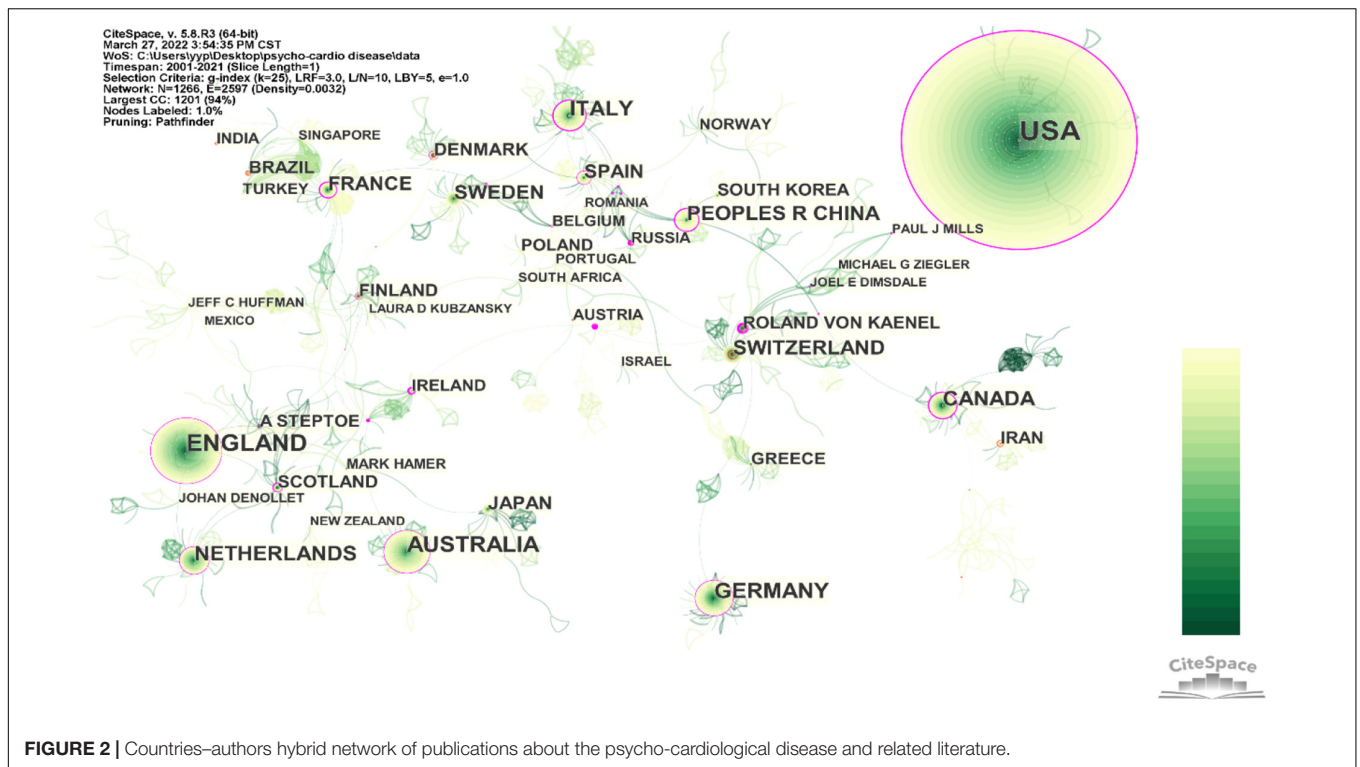 CiteSpace, v. 5.8.R3 (64-bit)
March 27, 2022 3:54:35 PM CST
WoS: C:\Users\yyp\Desktop\psycho-cardio disease\data
Timespan: 2001-2021 (Slice Length=1)
Selection Criteria: g-index (k=25), LRF=3.0, L/N=10, LBY=5, e=1.0
Network: N=1266, E=2597 (Density=0.0032)
Largest CC: 1201 (94%)
Nodes Labeled: 1.0%
Pruning: Pathfinder
ITALY
USA
NORWAY
INDIA
SINGAPORE
DENMARK
BRAZIL
SPAIN
TURKEY
FRANCE
SWEDEN
SOUTH KOREA
ROMANIA
PEOPLES R CHINA
BELGIUM
PAUL J MILLS
RUSSIA
POLAND
PORTUGAL
MICHAEL G ZIEGLER
SOUTH AFRICA
JOEL E DIMSDALE
FINLAND
JEFF C HUFFMAN
LAURA D KUBZANSKY
MEXICO
AUSTRIA
ROLAND VON KAENEL
SWITZERLAND
ISRAEL
IRELAND
CANADA
A STEPTOE
IRAN
ENGLAND
GREECE
MARK HAMER
SCOTLAND
JOHAN DENOLLET
JAPAN
NEW ZEALAND
AUSTRALIA
NETHERLANDS
GERMANY
CiteSpace
FIGURE 2 | Countries–authors hybrid network of publications about the psycho-cardiological disease and related literature.